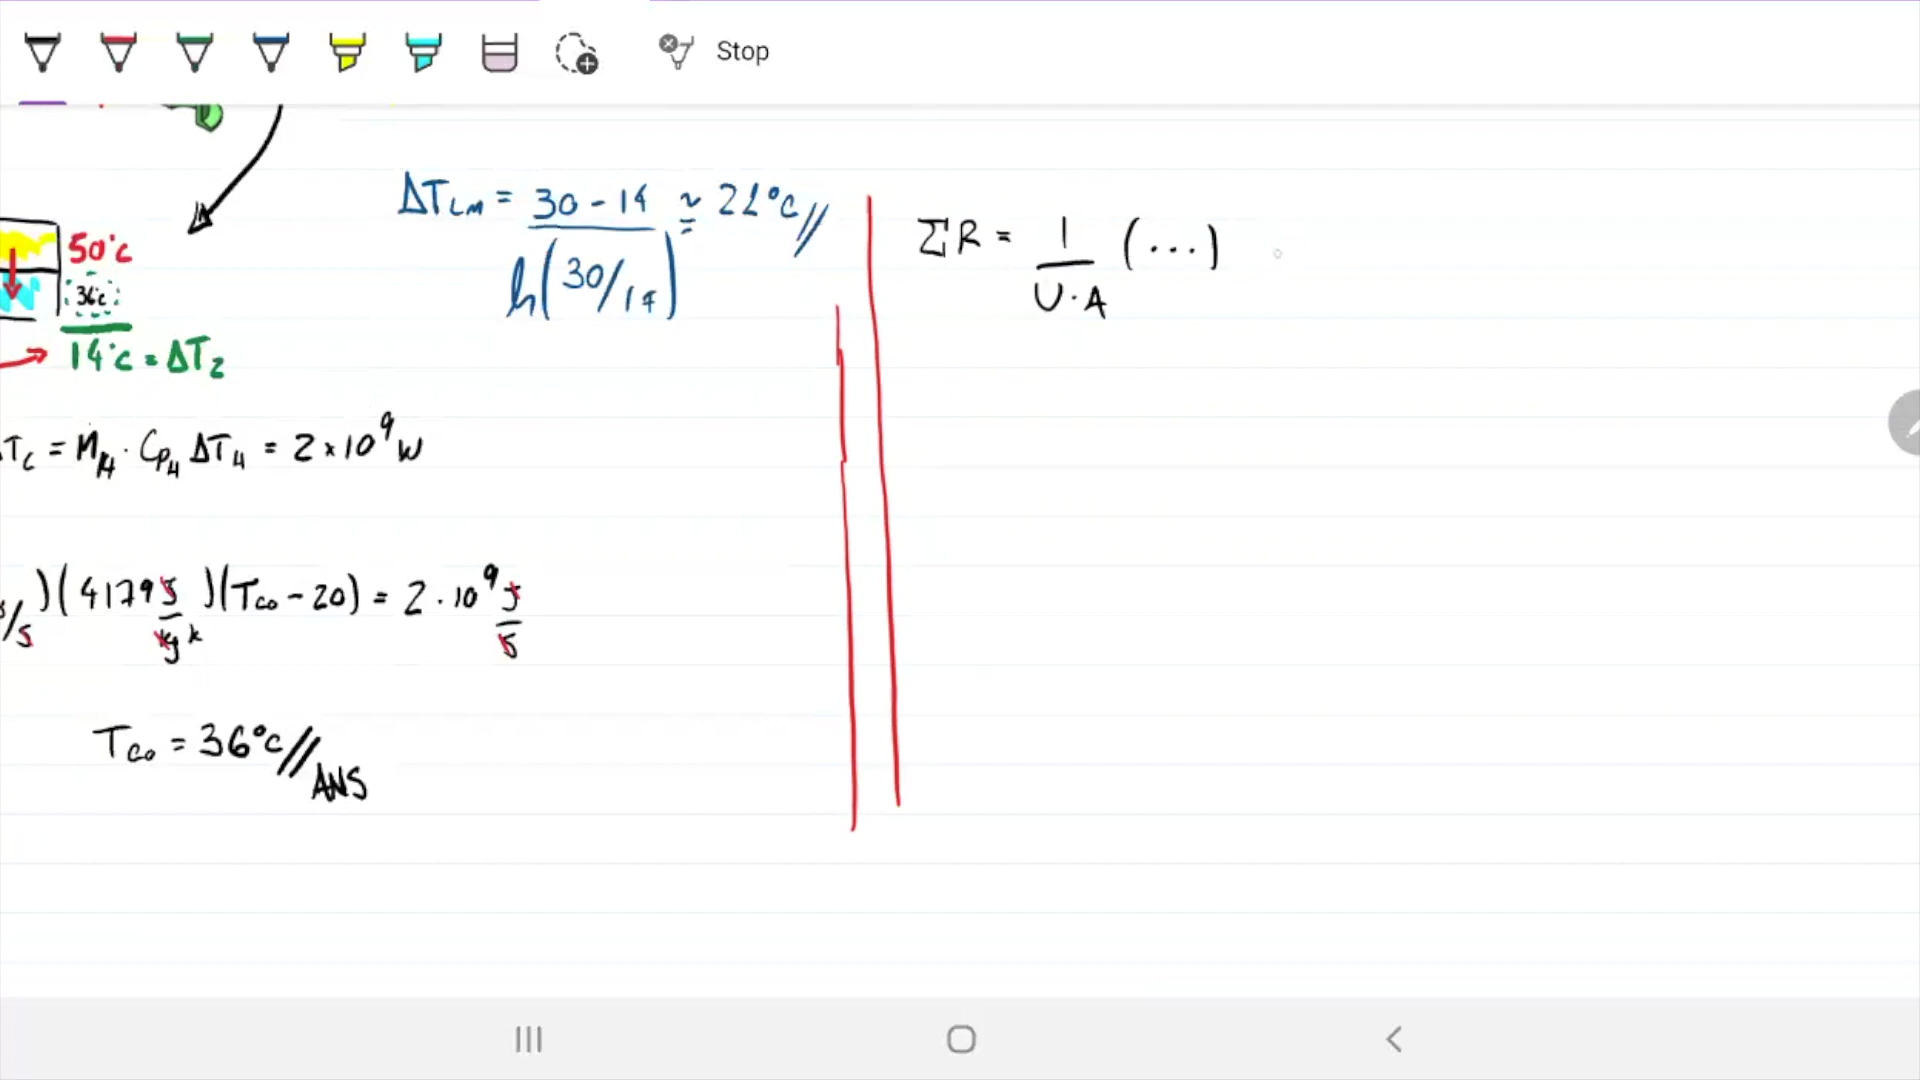 Stop
ΔT_LM = (30 - 14) / ln(30/14) ≈ 21°C //
ΣR = 1 / (U·A) (...)
50°C
36°C
14°C = ΔT_2
T_C = ṁ_H · Cp_H ΔT_H = 2×10^9 W
/s)(4179 J/kg K)(T_co - 20) = 2·10^9 J/s
T_co = 36°C //
ANS